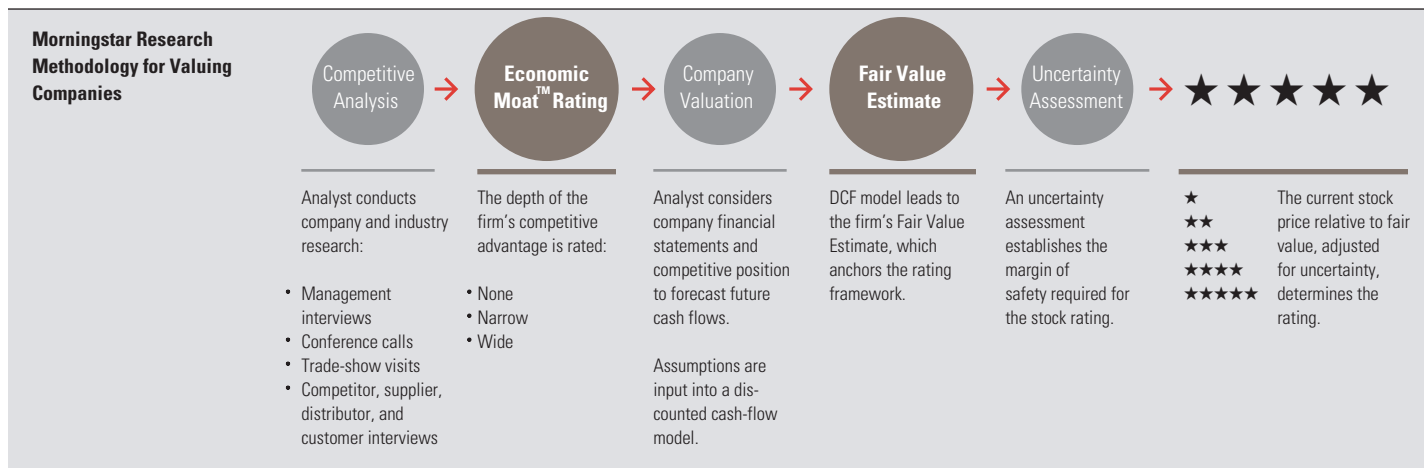 Morningstar Research
Methodology for Valuing
Companies
Competitive
Analysis
Economic
Moat™ Rating
Company
Valuation
Fair Value
Estimate
Uncertainty
Assessment
★★★★★
Analyst conducts
company and industry
research:
• Management
interviews
• Conference calls
• Trade-show visits
• Competitor, supplier,
distributor, and
customer interviews
The depth of the
firm's competitive
advantage is rated:
• None
• Narrow
• Wide
Analyst considers
company financial
statements and
competitive position
to forecast future
cash flows.
Assumptions are
input into a dis-
counted cash-flow
model.
DCF model leads to
the firm's Fair Value
Estimate, which
anchors the rating
framework.
An uncertainty
assessment
establishes the
margin of
safety required for
the stock rating.
★
★★
★★★
★★★★
★★★★★
The current stock
price relative to fair
value, adjusted
for uncertainty,
determines the
rating.